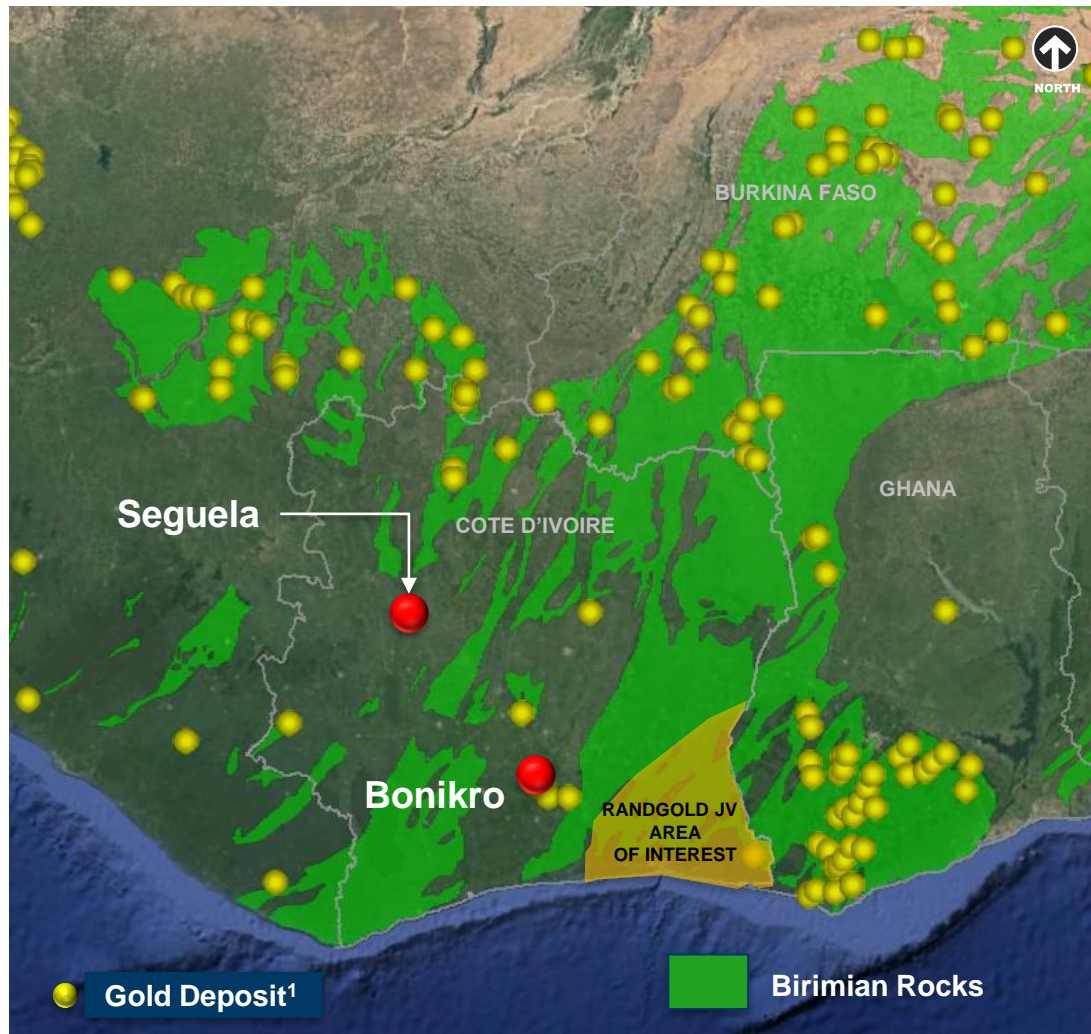 NORTH
BURKINA FASO
GHANA
Seguela
COTE D'IVOIRE
Bonikro
RANDGOLD JV
AREA
OF INTEREST
Gold Deposit¹
Birimian Rocks